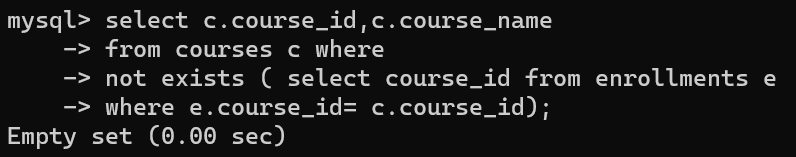 mysql> select c.course_id,c.course_name
    -> from courses c where
    -> not exists ( select course_id from enrollments e
    -> where e.course_id= c.course_id);
Empty set (0.00 sec)